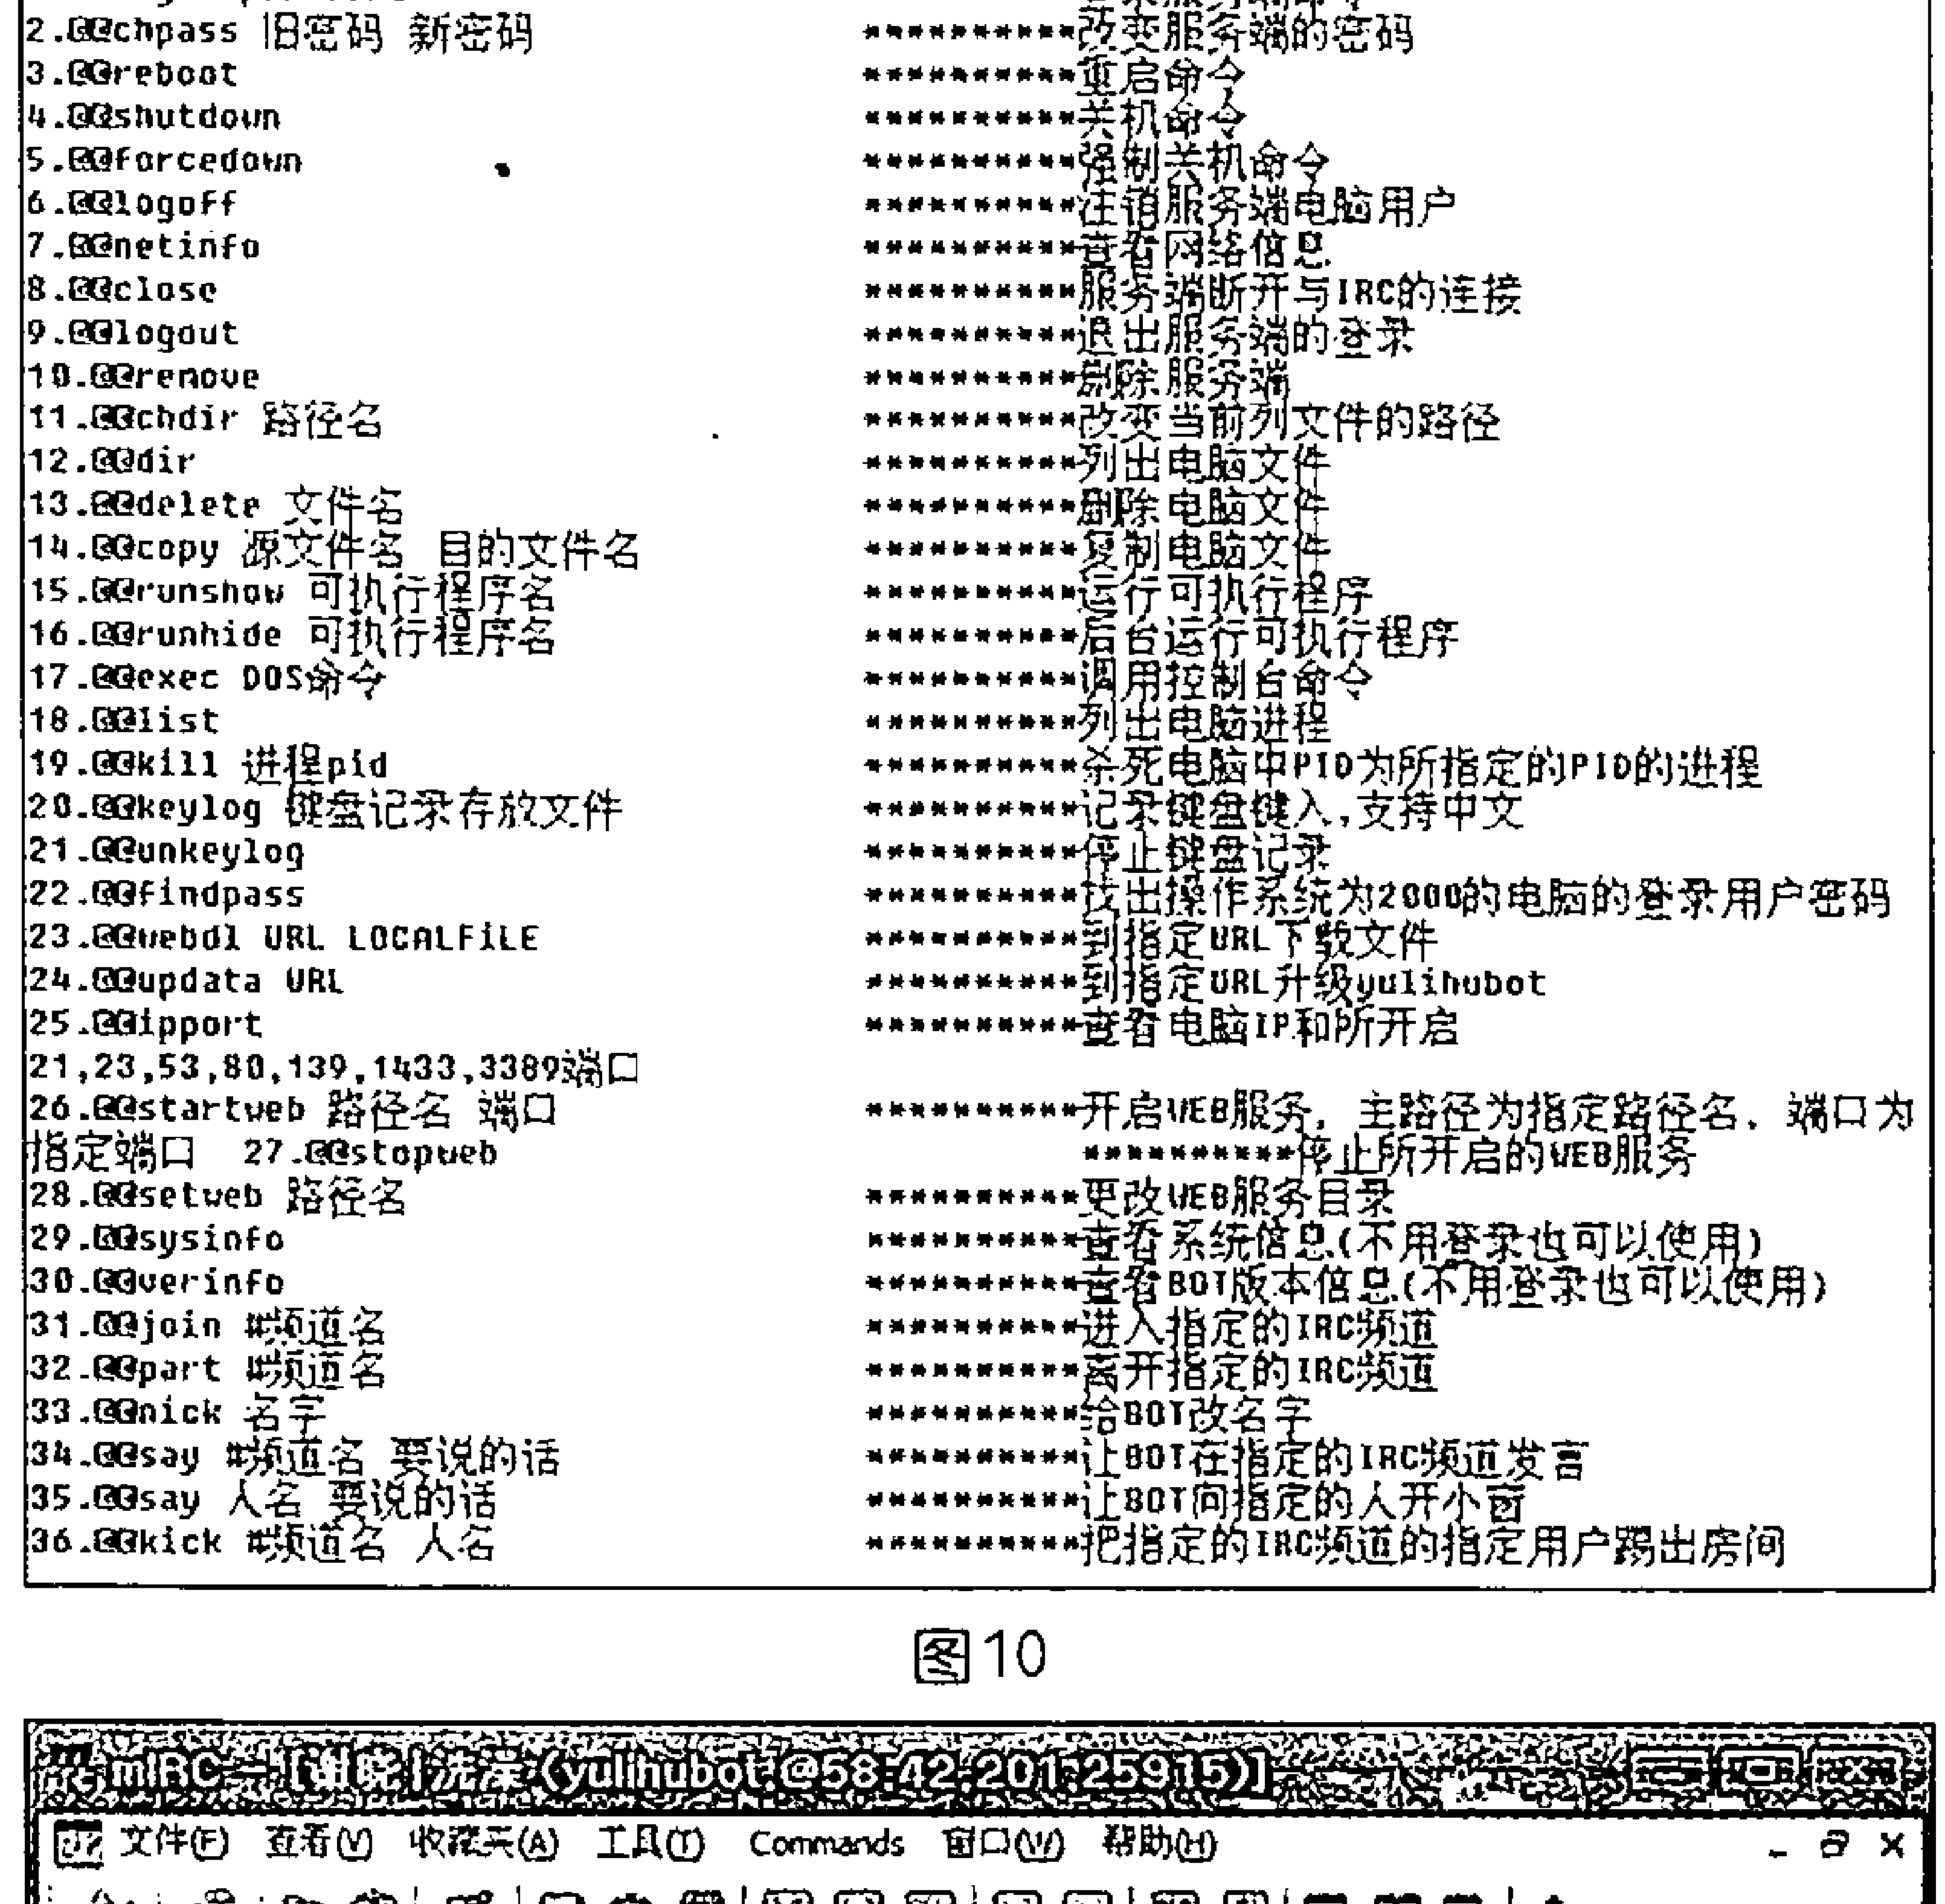 2.@@chpass 旧密码 新密码 **********改变服务端的密码
3.@@reboot **********重启命令
4.@@shutdown **********关机命令
5.@@forcedown **********强制关机命令
6.@@logoff **********注销服务端电脑用户
7.@@netinfo **********查看网络信息
8.@@close **********服务端断开与IRC的连接
9.@@logout **********退出服务端的登录
10.@@remove **********删除服务端
11.@@chdir 路径名 **********改变当前列文件的路径
12.@@dir **********列出电脑文件
13.@@delete 文件名 **********删除电脑文件
14.@@copy 源文件名 目的文件名 **********复制电脑文件
15.@@runshow 可执行程序名 **********运行可执行程序
16.@@runhide 可执行程序名 **********后台运行可执行程序
17.@@exec DOS命令 **********调用控制台命令
18.@@list **********列出电脑进程
19.@@kill 进程pid **********杀死电脑中PID为所指定的PID的进程
20.@@keylog 键盘记录存放文件 **********记录键盘键入,支持中文
21.@@unkeylog **********停止键盘记录
22.@@findpass **********找出操作系统为2000的电脑的登录用户密码
23.@@webdl URL LOCALFILE **********到指定URL下载文件
24.@@updata URL **********到指定URL升级yulihubot
25.@@ipport **********查看电脑IP和所开启
21,23,53,80,139,1433,3389端口
26.@@startweb 路径名 端口 **********开启WEB服务, 主路径为指定路径名, 端口为
指定端口 27.@@stopweb **********停止所开启的WEB服务
28.@@setweb 路径名 **********更改WEB服务目录
29.@@sysinfo **********查看系统信息(不用登录也可以使用)
30.@@verinfo **********查看BOT版本信息(不用登录也可以使用)
31.@@join #频道名 **********进入指定的IRC频道
32.@@part #频道名 **********离开指定的IRC频道
33.@@nick 名字 **********给BOT改名字
34.@@say #频道名 要说的话 **********让BOT在指定的IRC频道发言
35.@@say 人名 要说的话 **********让BOT向指定的人开小窗
36.@@kick #频道名 人名 **********把指定的IRC频道的指定用户踢出房间
图10
mIRC
文件(F) 查看(V) 收藏夹(A) 工具(T) Commands 窗口(W) 帮助(H)